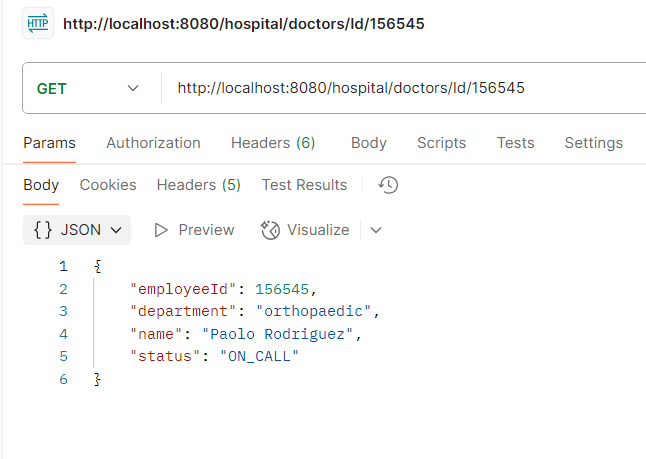 HTTP http://localhost:8080/hospital/doctors/Id/156545
GET http://localhost:8080/hospital/doctors/Id/156545
Params Authorization Headers (6) Body Scripts Tests Settings
Body Cookies Headers (5) Test Results
{} JSON Preview Visualize
1 {
2 "employeeId": 156545,
3 "department": "orthopaedic",
4 "name": "Paolo Rodriguez",
5 "status": "ON_CALL"
6 }